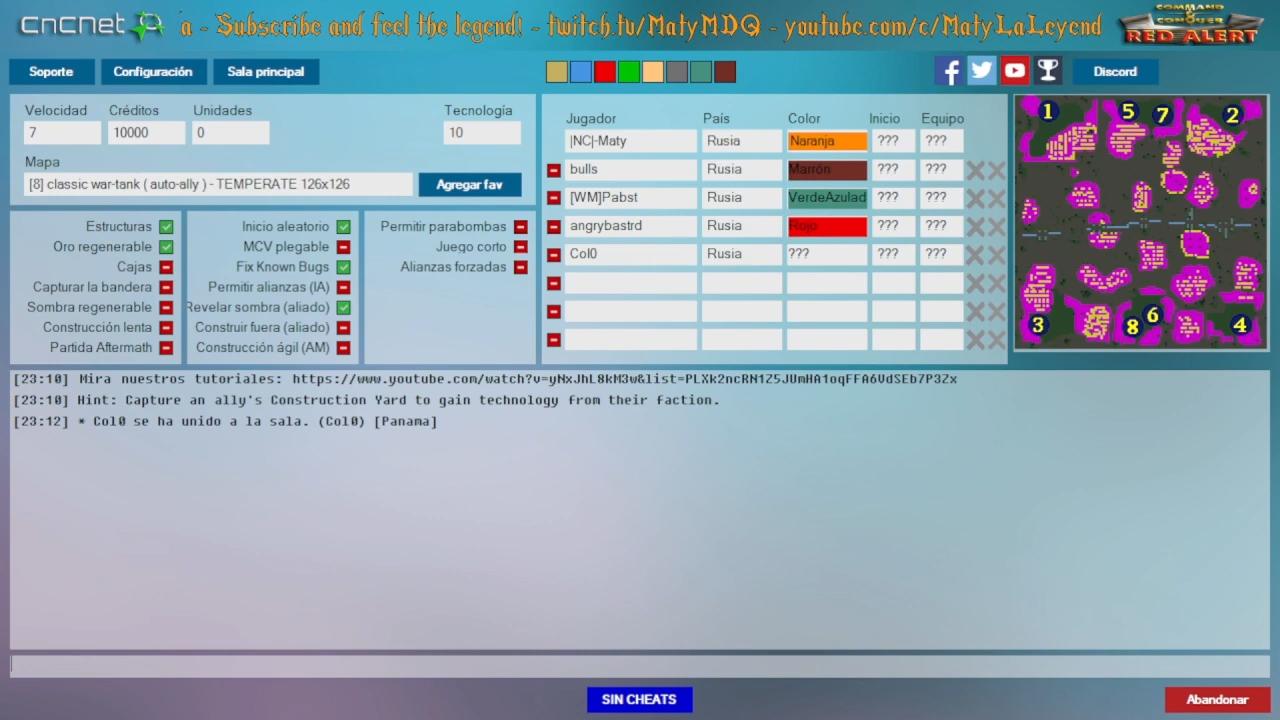 CnCNet
a - Subscribe and feel the legend! - twitch.tv/MatyMDQ - youtube.com/c/MatyLaLeyend
COMMAND & CONQUER
RED ALERT
Soporte
Configuración
Sala principal
Discord
Velocidad
Créditos
Unidades
Tecnología
7
10000
0
10
Mapa
[8] classic war-tank ( auto-ally ) - TEMPERATE 126x126
Agregar fav
Estructuras
Oro regenerable
Cajas
Capturar la bandera
Sombra regenerable
Construcción lenta
Partida Aftermath
Inicio aleatorio
MCV plegable
Fix Known Bugs
Permitir alianzas (IA)
Revelar sombra (aliado)
Construir fuera (aliado)
Construcción ágil (AM)
Permitir parabombas
Juego corto
Alianzas forzadas
Jugador País Color Inicio Equipo
|NC|-Maty Rusia Naranja ??? ???
bulls Rusia Marrón ??? ???
[WM]Pabst Rusia VerdeAzulad ??? ???
angrybastrd Rusia Rojo ??? ???
Col0 Rusia ??? ??? ???
1 5 7 2
3 8 6 4
[23:10] Mira nuestros tutoriales: https://www.youtube.com/watch?v=yNxJhL8kM3w&list=PLXk2ncRN1Z5JUmHA1oqFFA6VdSEb7P3Zx
[23:10] Hint: Capture an ally's Construction Yard to gain technology from their faction.
[23:12] * Col0 se ha unido a la sala. (Col0) [Panama]
SIN CHEATS
Abandonar